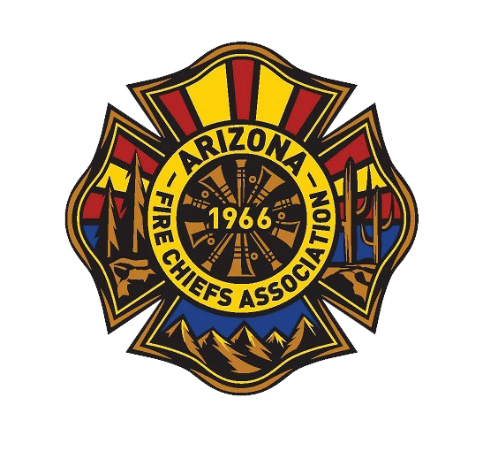 ARIZONA
1966
FIRE CHIEFS ASSOCIATION